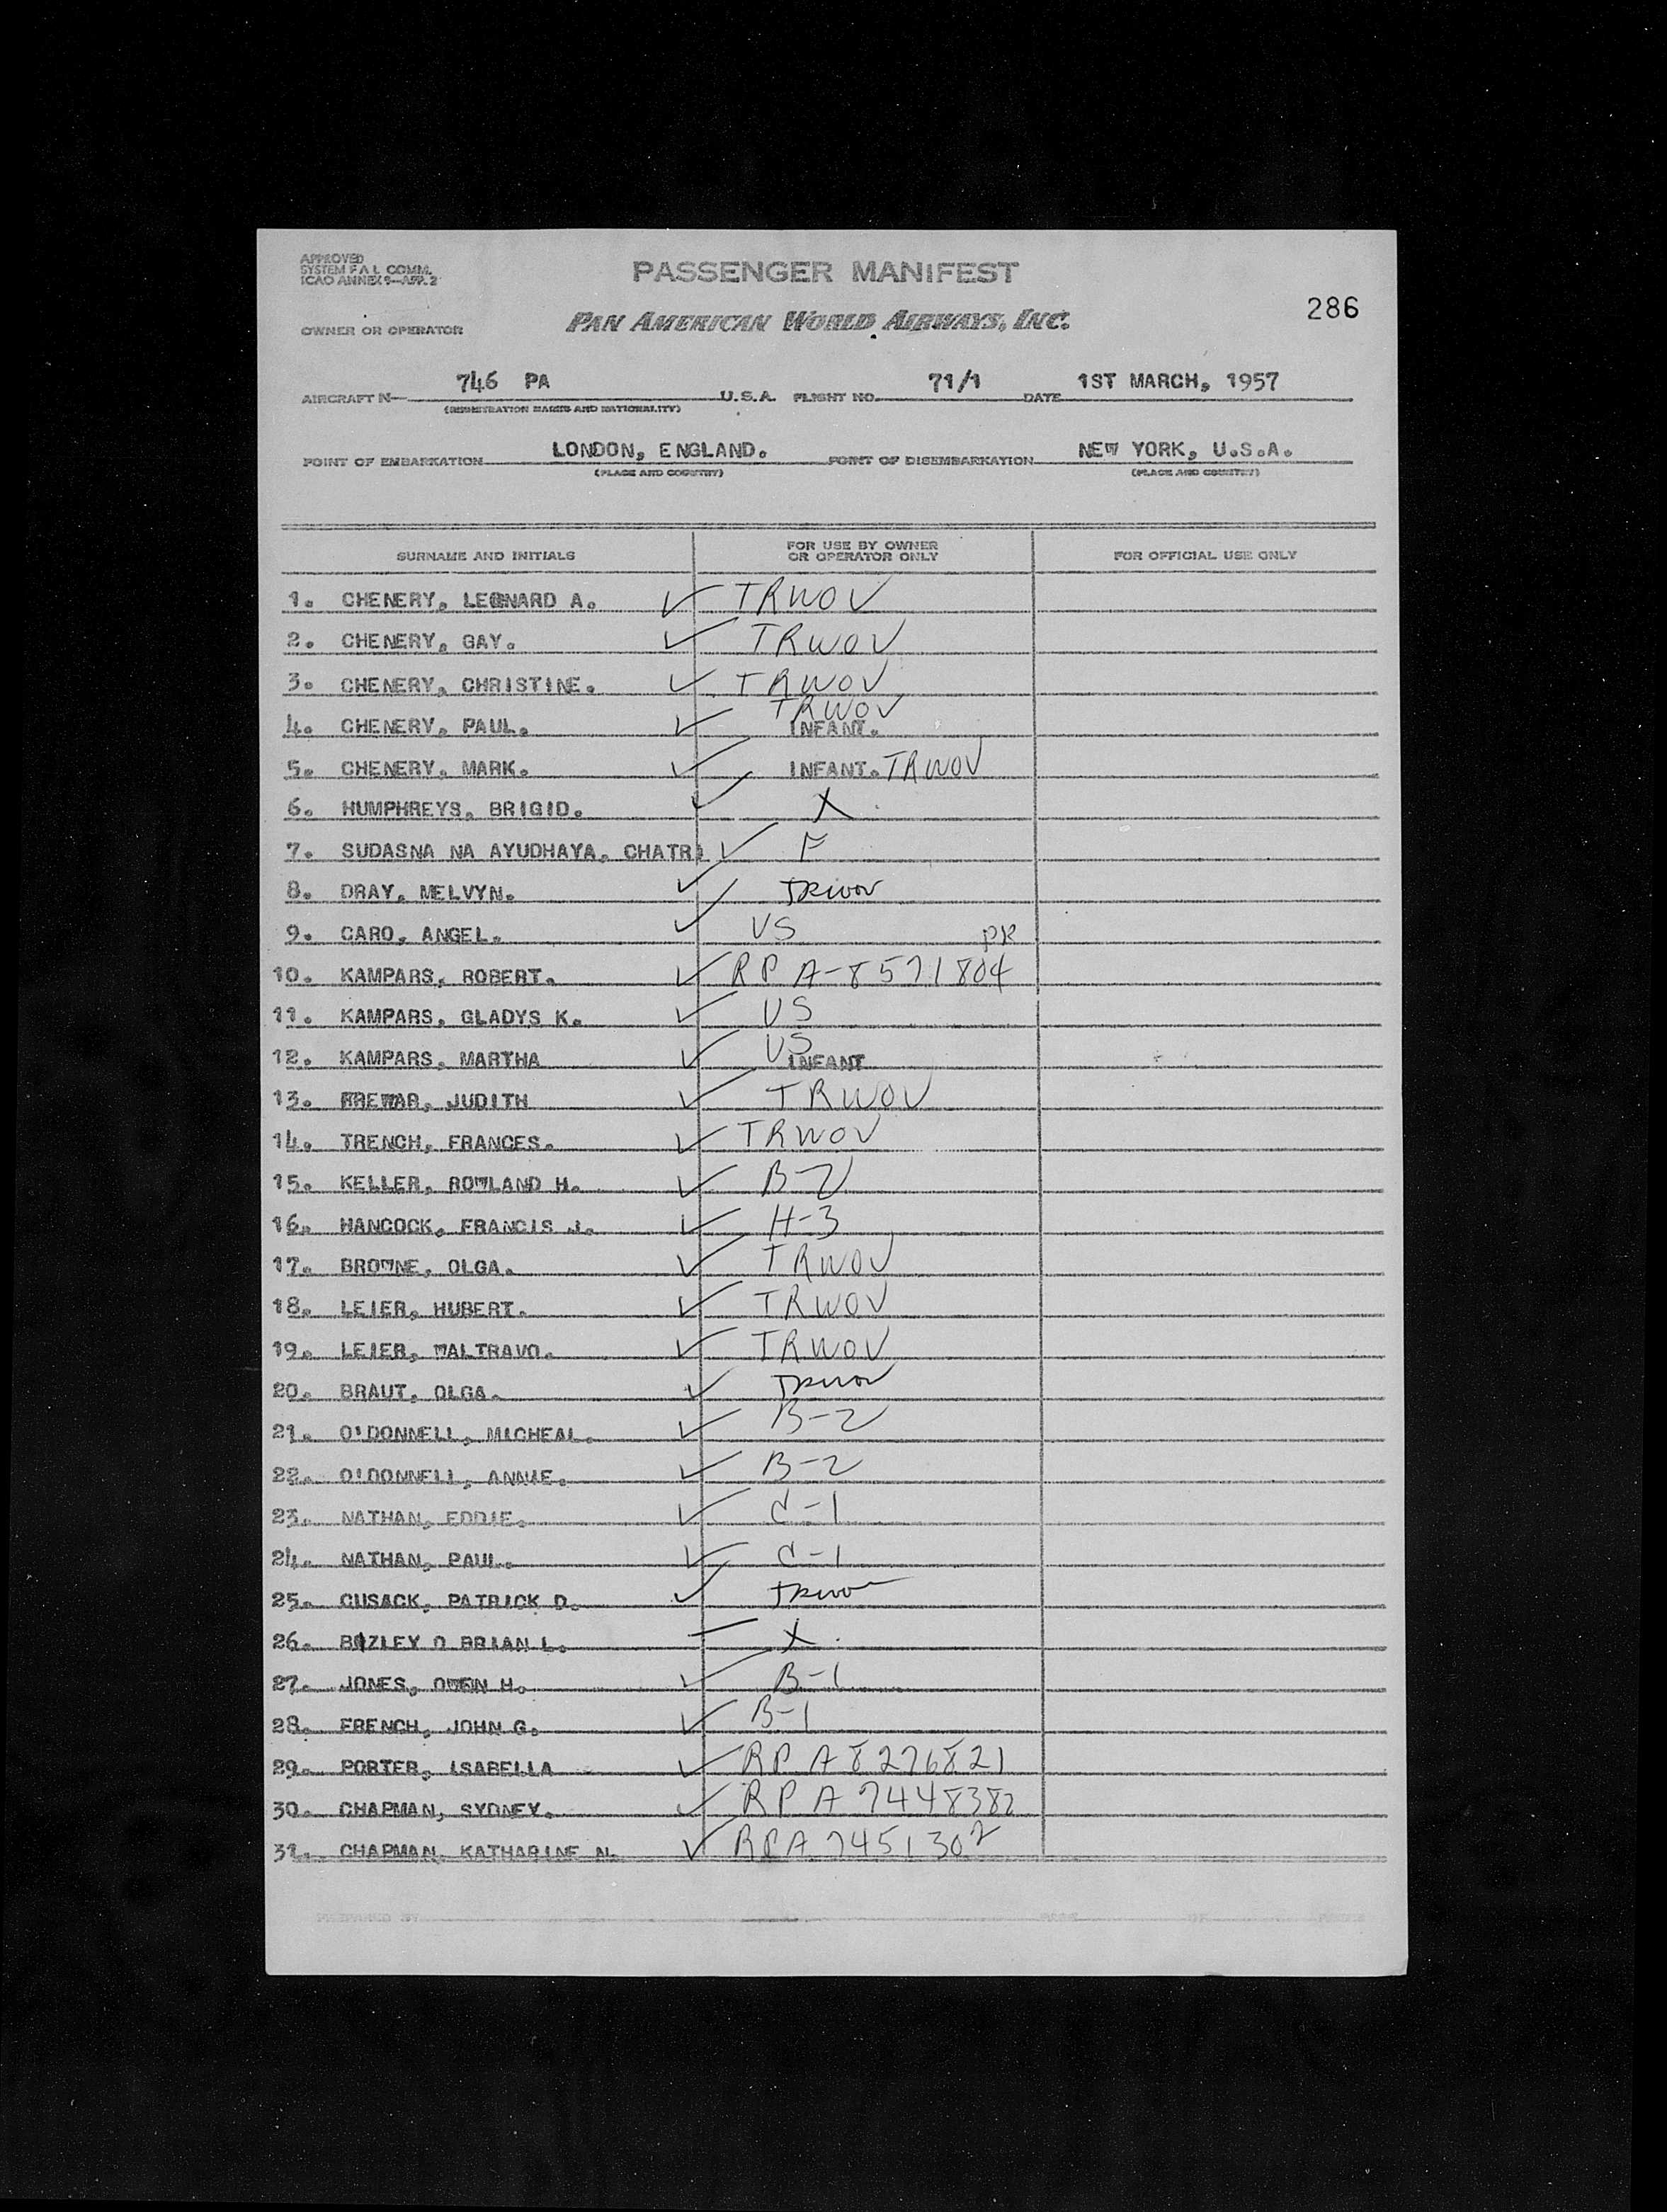 APPROVED
SYSTEM F A L COMM.
ICAO ANNEX 9—APP. 2
PASSENGER MANIFEST
286
OWNER OR OPERATOR PAN AMERICAN WORLD AIRWAYS, INC.
AIRCRAFT N— 746 PA U.S.A. FLIGHT NO. 71/1 DATE 1ST MARCH, 1957
(REGISTRATION MARKS AND NATIONALITY)
POINT OF EMBARKATION LONDON, ENGLAND. POINT OF DISEMBARKATION NEW YORK, U.S.A.
(PLACE AND COUNTRY) (PLACE AND COUNTRY)
SURNAME AND INITIALS FOR USE BY OWNER OR OPERATOR ONLY FOR OFFICIAL USE ONLY
1. CHENERY, LEONARD A. ✓ TRWOV
2. CHENERY, GAY. ✓ TRWOV
3. CHENERY, CHRISTINE. ✓ TRWOV
4. CHENERY, PAUL. ✓ TRWOV INFANT.
5. CHENERY, MARK. ✓ INFANT. TRWOV
6. HUMPHREYS, BRIGID. ✓ X
7. SUDASNA NA AYUDHAYA, CHATRI ✓ F
8. DRAY, MELVYN. ✓ TRWOV
9. CARO, ANGEL. ✓ US PR
10. KAMPARS, ROBERT. ✓ RP A-8571804
11. KAMPARS, GLADYS K. ✓ US
12. KAMPARS, MARTHA ✓ US INFANT
13. JUDITH ✓ TRWOV
14. TRENCH, FRANCES. ✓ TRWOV
15. KELLER, ROWLAND H. ✓ B-2
16. HANCOCK, FRANCIS J. ✓ H-3
17. BROWNE, OLGA. ✓ TRWOV
18. LEIER, HUBERT. ✓ TRWOV
19. LEIER, WALTRAVO. ✓ TRWOV
20. BRAUT, OLGA. ✓ TRWOV
21. O'DONNELL, MICHEAL. ✓ B-2
22. O'DONNELL, ANNIE. ✓ B-2
23. NATHAN, EDDIE. ✓ C-1
24. NATHAN, PAUL. ✓ C-1
25. CUSACK, PATRICK D. ✓ TRWOV
26. O BRIAN L. — X
27. JONES, OWEN H. ✓ B-1
28. FRENCH, JOHN G. ✓ B-1
29. PORTER, ISABELLA ✓ RP A 8276821
30. CHAPMAN, SYDNEY. ✓ RP A 7448382
31. CHAPMAN, KATHARINE N. ✓ RPA 7451302
PREPARED BY PAGE OF PAGES